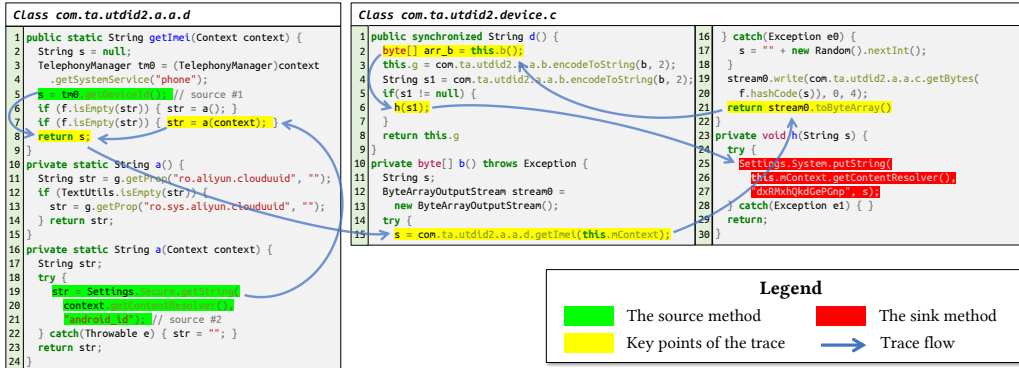 Class com.ta.utdid2.a.a.d
1 public static String getImei(Context context) {
2 String s = null;
3 TelephonyManager tm0 = (TelephonyManager)context
4 .getSystemService("phone");
5 s = tm0.getDeviceId(); // source #1
6 if (f.isEmpty(str)) { str = a(); }
7 if (f.isEmpty(str)) { str = a(context); }
8 return s;
9 }
10 private static String a() {
11 String str = g.getProp("ro.aliyun.clouduuid", "");
12 if (TextUtils.isEmpty(str)) {
13 str = g.getProp("ro.sys.aliyun.clouduuid", "");
14 } return str;
15 }
16 private static String a(Context context) {
17 String str;
18 try {
19 str = Settings.Secure.getString(
20 context.getContentResolver(),
21 "android_id"); // source #2
22 } catch(Throwable e) { str = ""; }
23 return str;
24 }
Class com.ta.utdid2.device.c
1 public synchronized String d() {
2 byte[] arr_b = this.b();
3 this.g = com.ta.utdid2.a.a.b.encodeToString(b, 2);
4 String s1 = com.ta.utdid2.a.a.b.encodeToString(b, 2);
5 if(s1 != null) {
6 h(s1);
7 }
8 return this.g
9 }
10 private byte[] b() throws Exception {
11 String s;
12 ByteArrayOutputStream stream0 =
13 new ByteArrayOutputStream();
14 try {
15 s = com.ta.utdid2.a.a.d.getImei(this.mContext);
16 } catch(Exception e0) {
17 s = "" + new Random().nextInt();
18 }
19 stream0.write(com.ta.utdid2.a.a.c.getBytes(
20 f.hashCode(s)), 0, 4);
21 return stream0.toByteArray()
22 }
23 private void h(String s) {
24 try {
25 Settings.System.putString(
26 this.mContext.getContentResolver(),
27 "dxRMxhQkdGePGnp", s);
28 } catch(Exception e1) { }
29 return;
30 }
Legend
The source method
The sink method
Key points of the trace
Trace flow